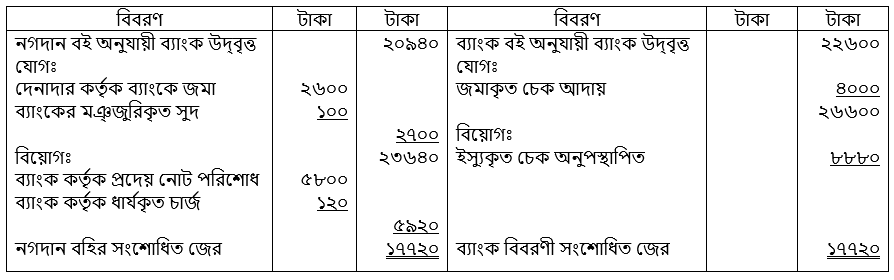 বিবরণ টাকা টাকা বিবরণ টাকা টাকা
নগদান বই অনুযায়ী ব্যাংক উদ্বৃত্ত ২০৯৪০ ব্যাংক বই অনুযায়ী ব্যাংক উদ্বৃত্ত ২২৬০০
যোগঃ যোগঃ
দেনাদার কর্তৃক ব্যাংকে জমা ২৬০০ জমাকৃত চেক আদায় ৪০০০
ব্যাংকের মঞ্জুরিকৃত সুদ ১০০ ২৬৬০০
২৭০০ বিয়োগঃ
বিয়োগঃ ২৩৬৪০ ইস্যুকৃত চেক অনুপস্থাপিত ৮৮৮০
ব্যাংক কর্তৃক প্রদেয় নোট পরিশোধ ৫৮০০
ব্যাংক কর্তৃক ধার্যকৃত চার্জ ১২০
৫৯২০
নগদান বহির সংশোধিত জের ১৭৭২০ ব্যাংক বিবরণী সংশোধিত জের ১৭৭২০